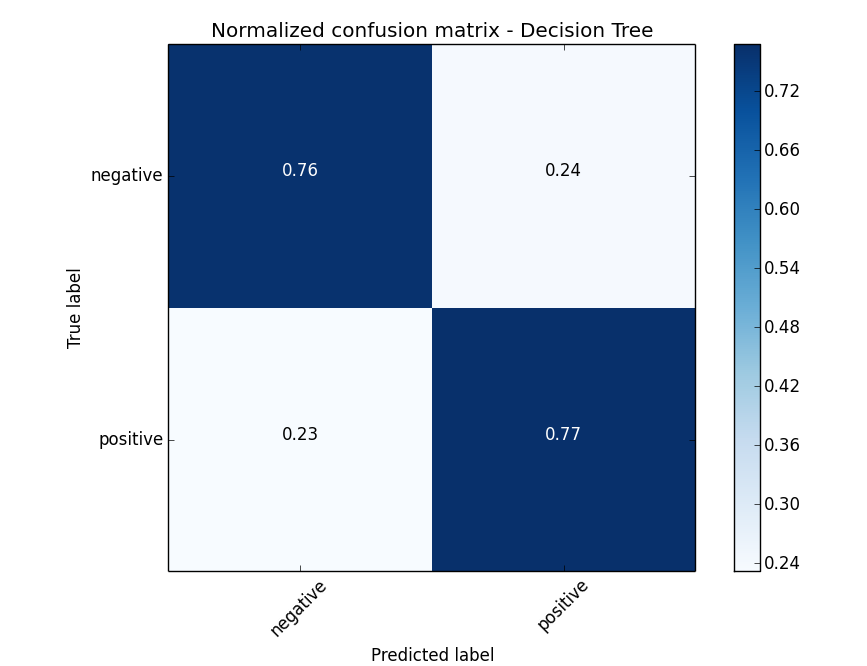 Normalized confusion matrix - Decision Tree
True label
negative
0.76
0.24
positive
0.23
0.77
negative
positive
Predicted label
0.72
0.66
0.60
0.54
0.48
0.42
0.36
0.30
0.24